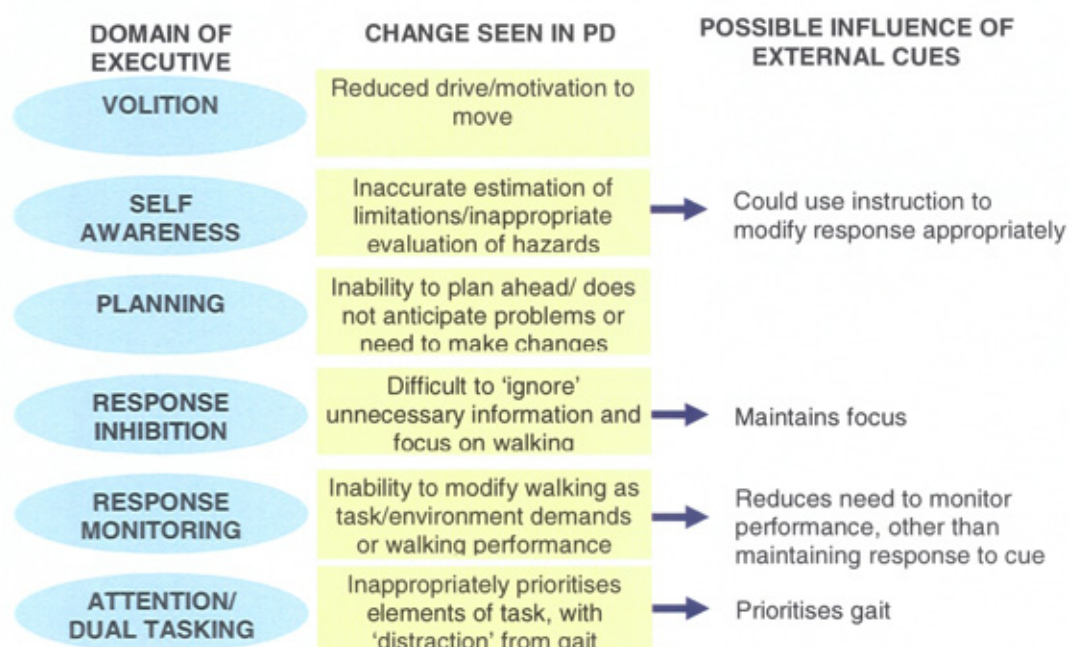 DOMAIN OF
EXECUTIVE
CHANGE SEEN IN PD
POSSIBLE INFLUENCE OF
EXTERNAL CUES
VOLITION
Reduced drive/motivation to
move
SELF
AWARENESS
Inaccurate estimation of
limitations/inappropriate
evaluation of hazards
Could use instruction to
modify response appropriately
PLANNING
Inability to plan ahead/ does
not anticipate problems or
need to make changes
RESPONSE
INHIBITION
Difficult to ‘ignore’
unnecessary information and
focus on walking
Maintains focus
RESPONSE
MONITORING
Inability to modify walking as
task/environment demands
or walking performance
Reduces need to monitor
performance, other than
maintaining response to cue
ATTENTION/
DUAL TASKING
Inappropriately prioritises
elements of task, with
‘distraction’ from gait
Prioritises gait